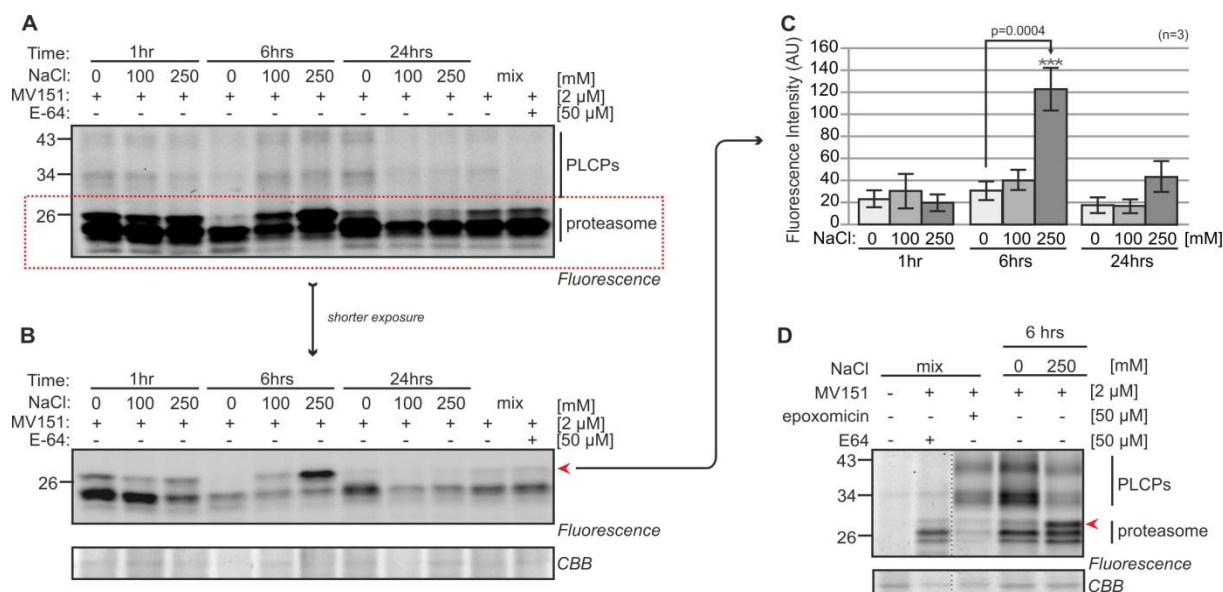 A
Time: 1hr 6hrs 24hrs
NaCl: 0 100 250 0 100 250 0 100 250 mix [mM]
MV151: + + + + + + + + + + + [2 µM]
E-64: - - - - - - - - - - + [50 µM]
43
34
26
PLCPs
proteasome
Fluorescence
shorter exposure
B
Time: 1hr 6hrs 24hrs
NaCl: 0 100 250 0 100 250 0 100 250 mix [mM]
MV151: + + + + + + + + + + + [2 µM]
E-64: - - - - - - - - - - + [50 µM]
26
Fluorescence
CBB
C
p=0.0004
(n=3)
***
Fluorescence Intensity (AU)
160
140
120
100
80
60
40
20
0
NaCl: 0 100 250 0 100 250 0 100 250 [mM]
1hr 6hrs 24hrs
D
6 hrs
NaCl mix 0 250 [mM]
MV151 - + + + + [2 µM]
epoxomicin - - + - - [50 µM]
E64 - + - - - [50 µM]
43
34
26
PLCPs
proteasome
Fluorescence
CBB